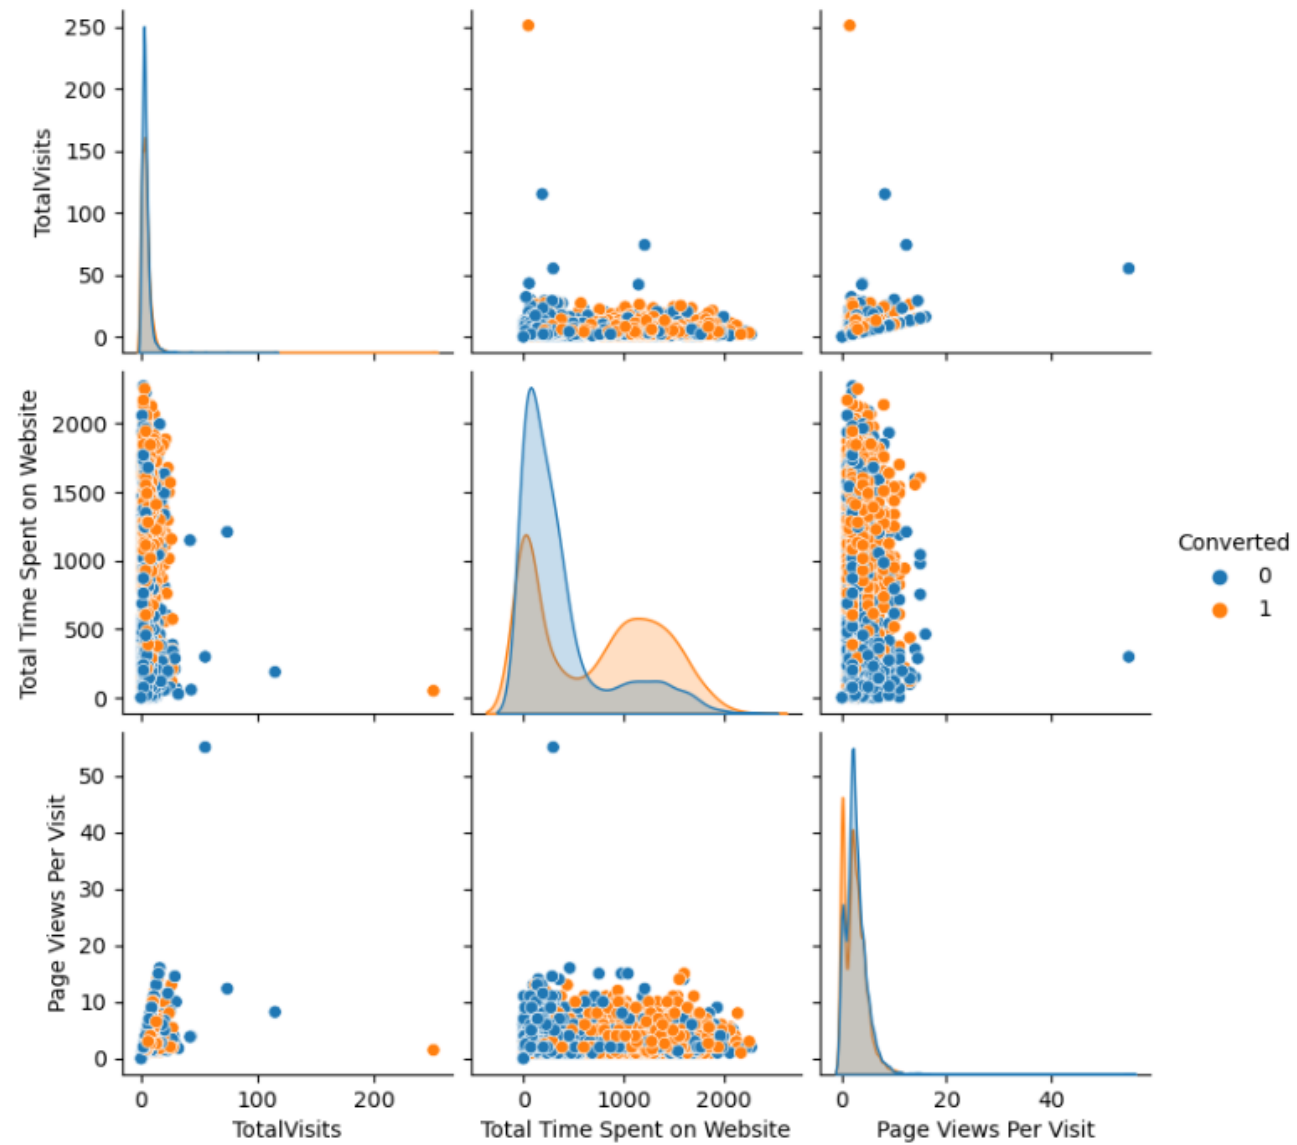 250
200
150
100
50
0
TotalVisits
2000
1500
1000
500
0
Total Time Spent on Website
Converted
0
1
50
40
30
20
10
0
Page Views Per Visit
0 100 200
0 1000 2000
0 20 40
TotalVisits
Total Time Spent on Website
Page Views Per Visit